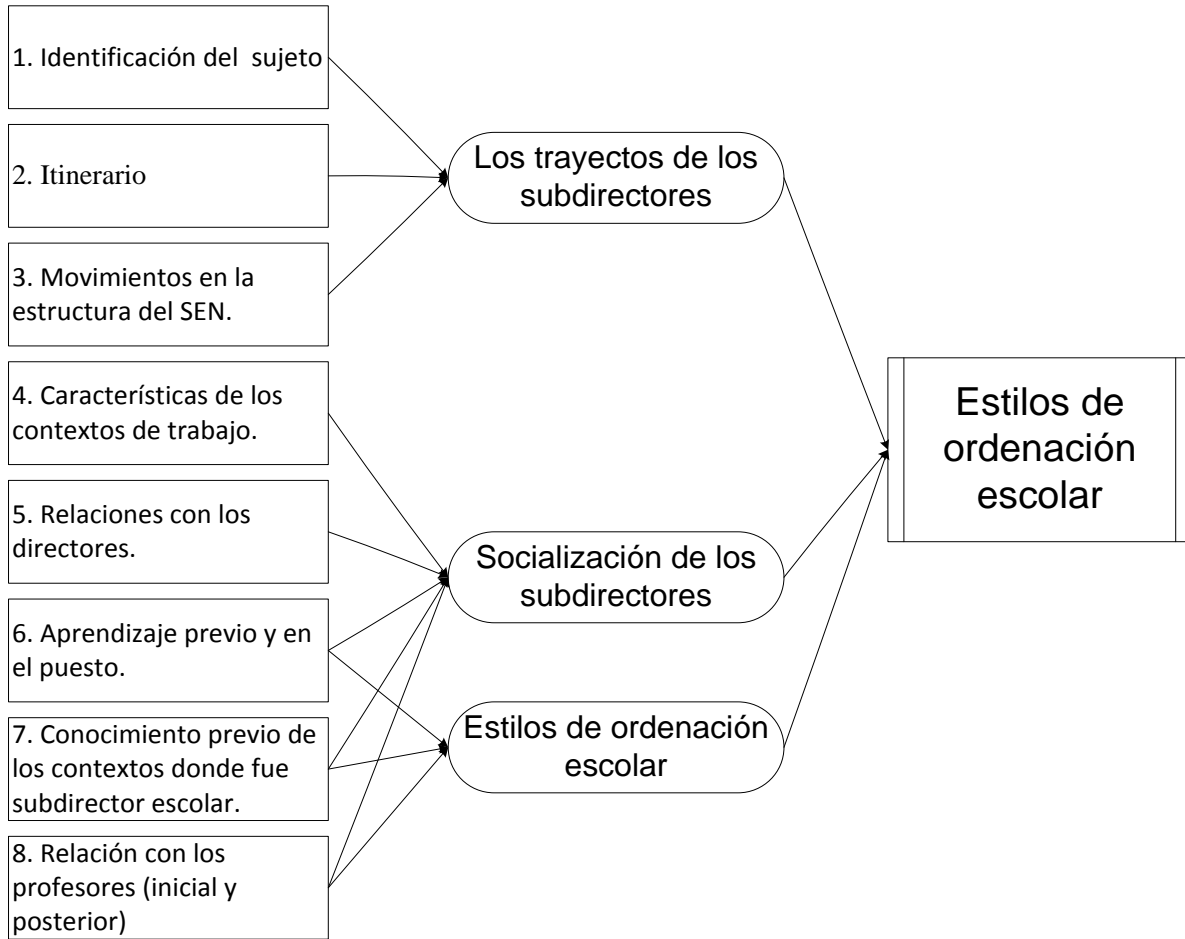 1. Identificación del  sujeto
2. Itinerario
3. Movimientos en la
estructura del SEN.
4. Características de los
contextos de trabajo.
5. Relaciones con los
directores.
6. Aprendizaje previo y en
el puesto.
7. Conocimiento previo de
los contextos donde fue
subdirector escolar.
8. Relación con los
profesores (inicial y
posterior)
Los trayectos de los
subdirectores
Socialización de los
subdirectores
Estilos de ordenación
escolar
Estilos de
ordenación
escolar